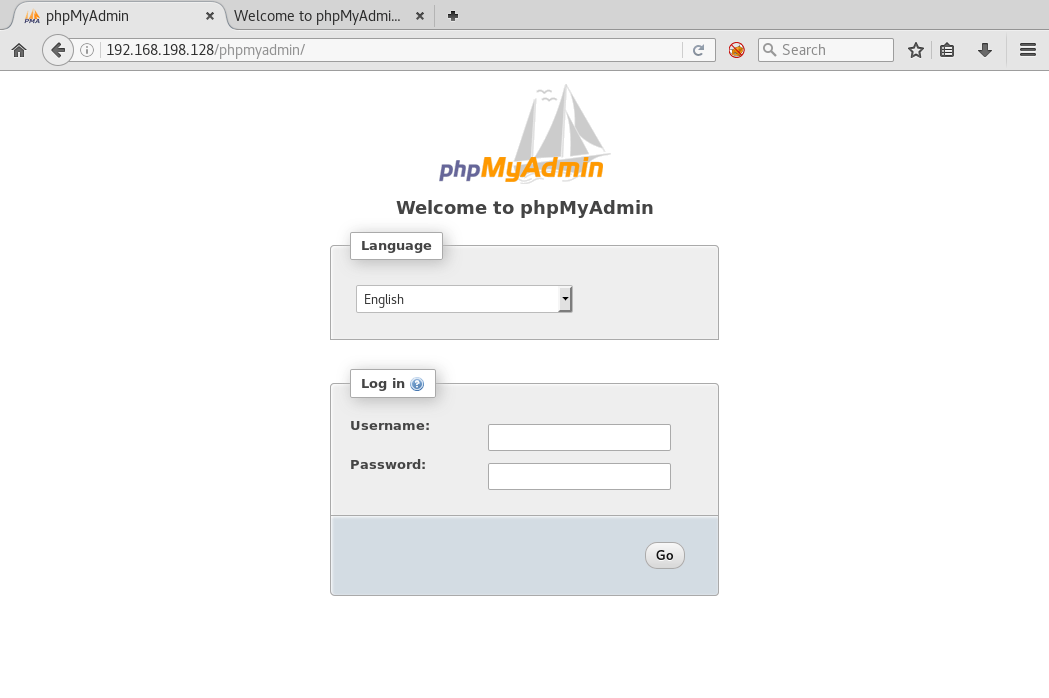 phpMyAdmin
Welcome to phpMyAdmi...
192.168.198.128/phpmyadmin/
Search
phpMyAdmin
Welcome to phpMyAdmin
Language
English
Log in
Username:
Password:
Go